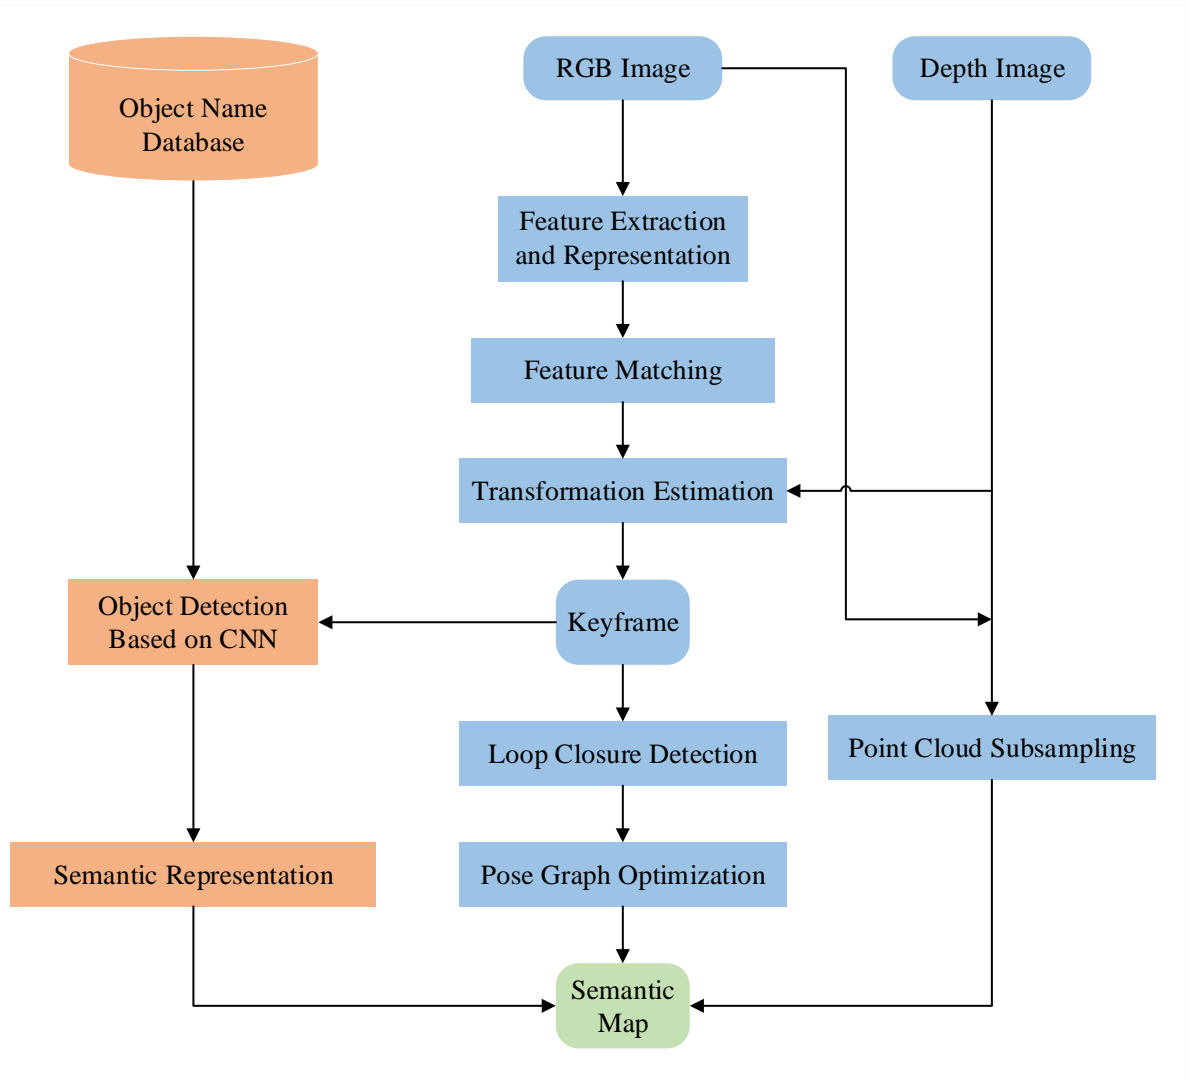 Object Name
Database
RGB Image
Depth Image
Feature Extraction
and Representation
Feature Matching
Transformation Estimation
Object Detection
Based on CNN
Keyframe
Loop Closure Detection
Point Cloud Subsampling
Semantic Representation
Pose Graph Optimization
Semantic
Map